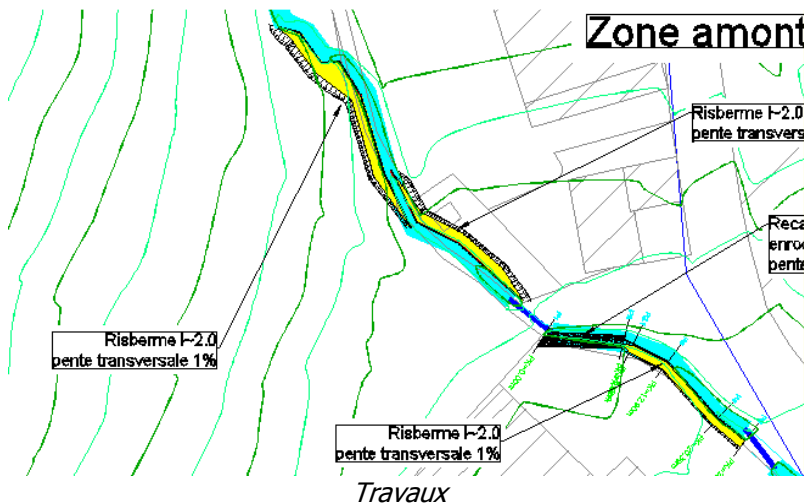 Zone amont
Risberme l~2.0
pente transvers
Reca
enroc
pente
Risberme l~2.0
pente transversale 1%
Risberme l~2.0
pente transversale 1%
Travaux